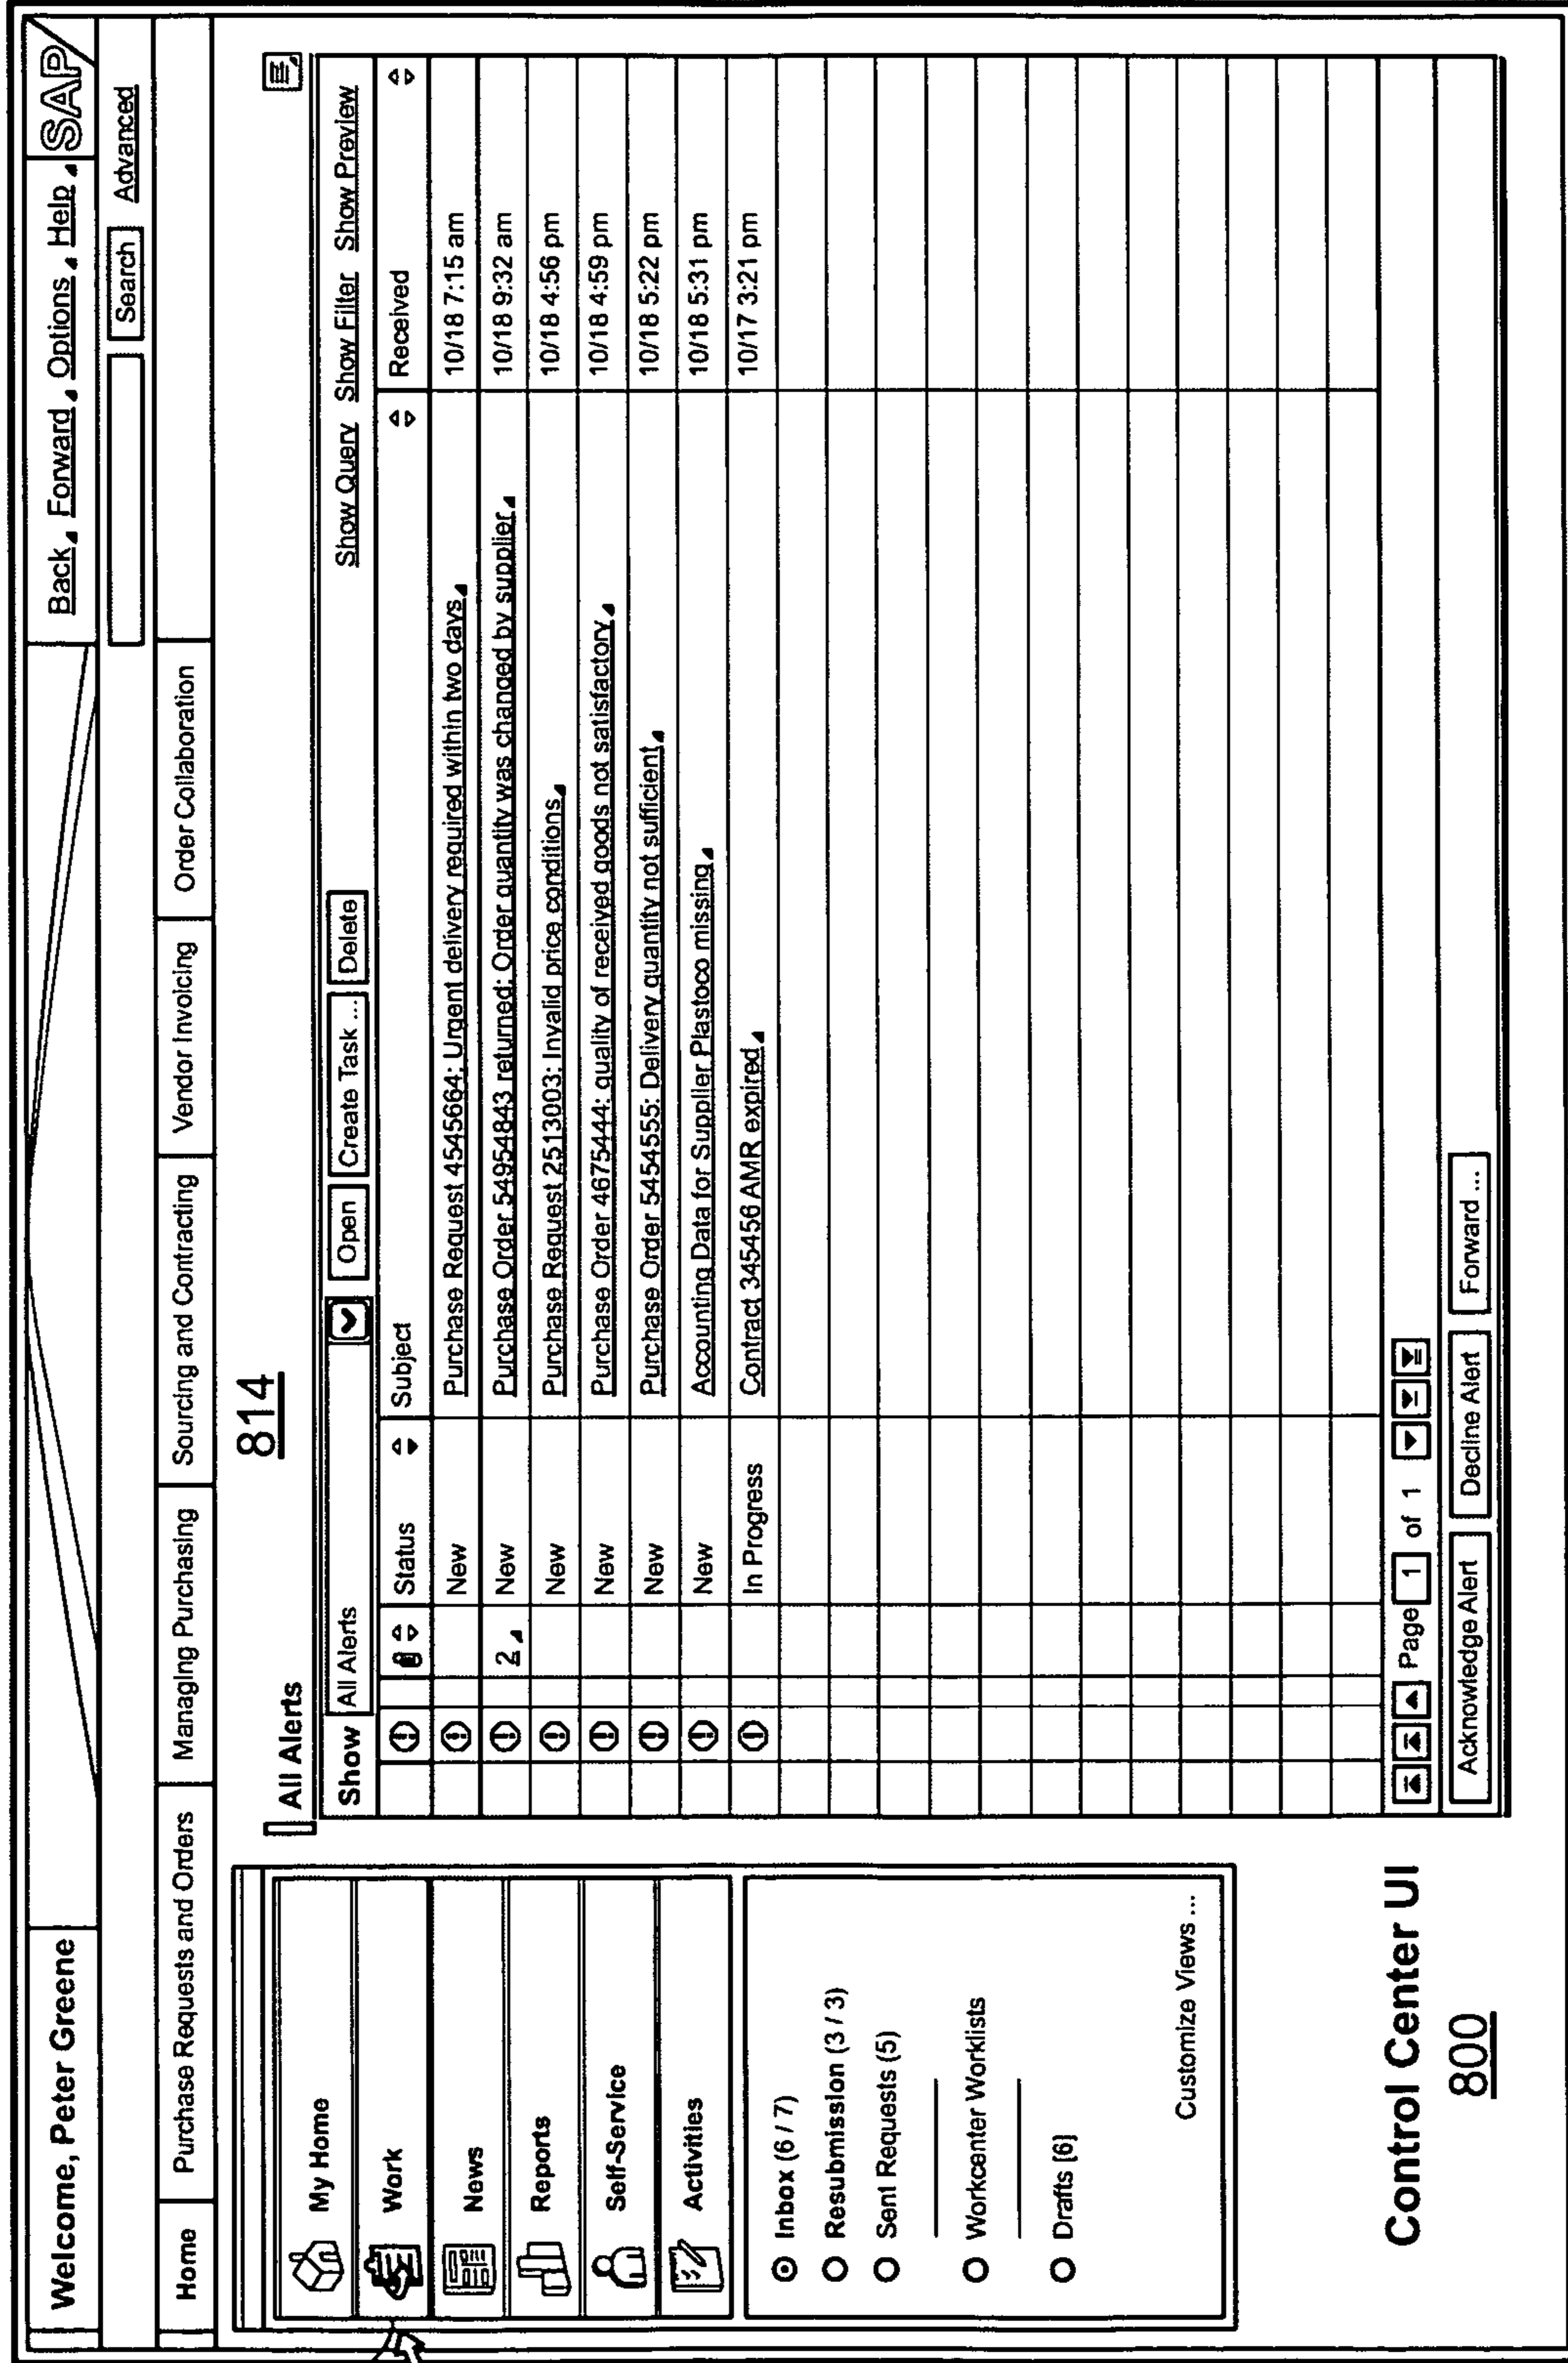 Welcome, Peter Greene
Back Forward Options Help SAP
Search Advanced
Home Purchase Requests and Orders Managing Purchasing Sourcing and Contracting Vendor Invoicing Order Collaboration
My Home
Work
News
Reports
Self-Service
Activities
Inbox (6 / 7)
Resubmission (3 / 3)
Sent Requests (5)
Workcenter Worklists
Drafts [6]
Customize Views ...
814
All Alerts
Show All Alerts Open Create Task ... Delete Show Query Show Filter Show Preview
Status Subject Received
New Purchase Request 4545664: Urgent delivery required within two days 10/18 7:15 am
2 New Purchase Order 54954843 returned: Order quantity was changed by supplier 10/18 9:32 am
New Purchase Request 2513003: Invalid price conditions 10/18 4:56 pm
New Purchase Order 4675444: quality of received goods not satisfactory 10/18 4:59 pm
New Purchase Order 5454555: Delivery quantity not sufficient 10/18 5:22 pm
New Accounting Data for Supplier Plastoco missing 10/18 5:31 pm
In Progress Contract 345456 AMR expired 10/17 3:21 pm
Page 1 of 1
Acknowledge Alert Decline Alert Forward ...
Control Center UI
800